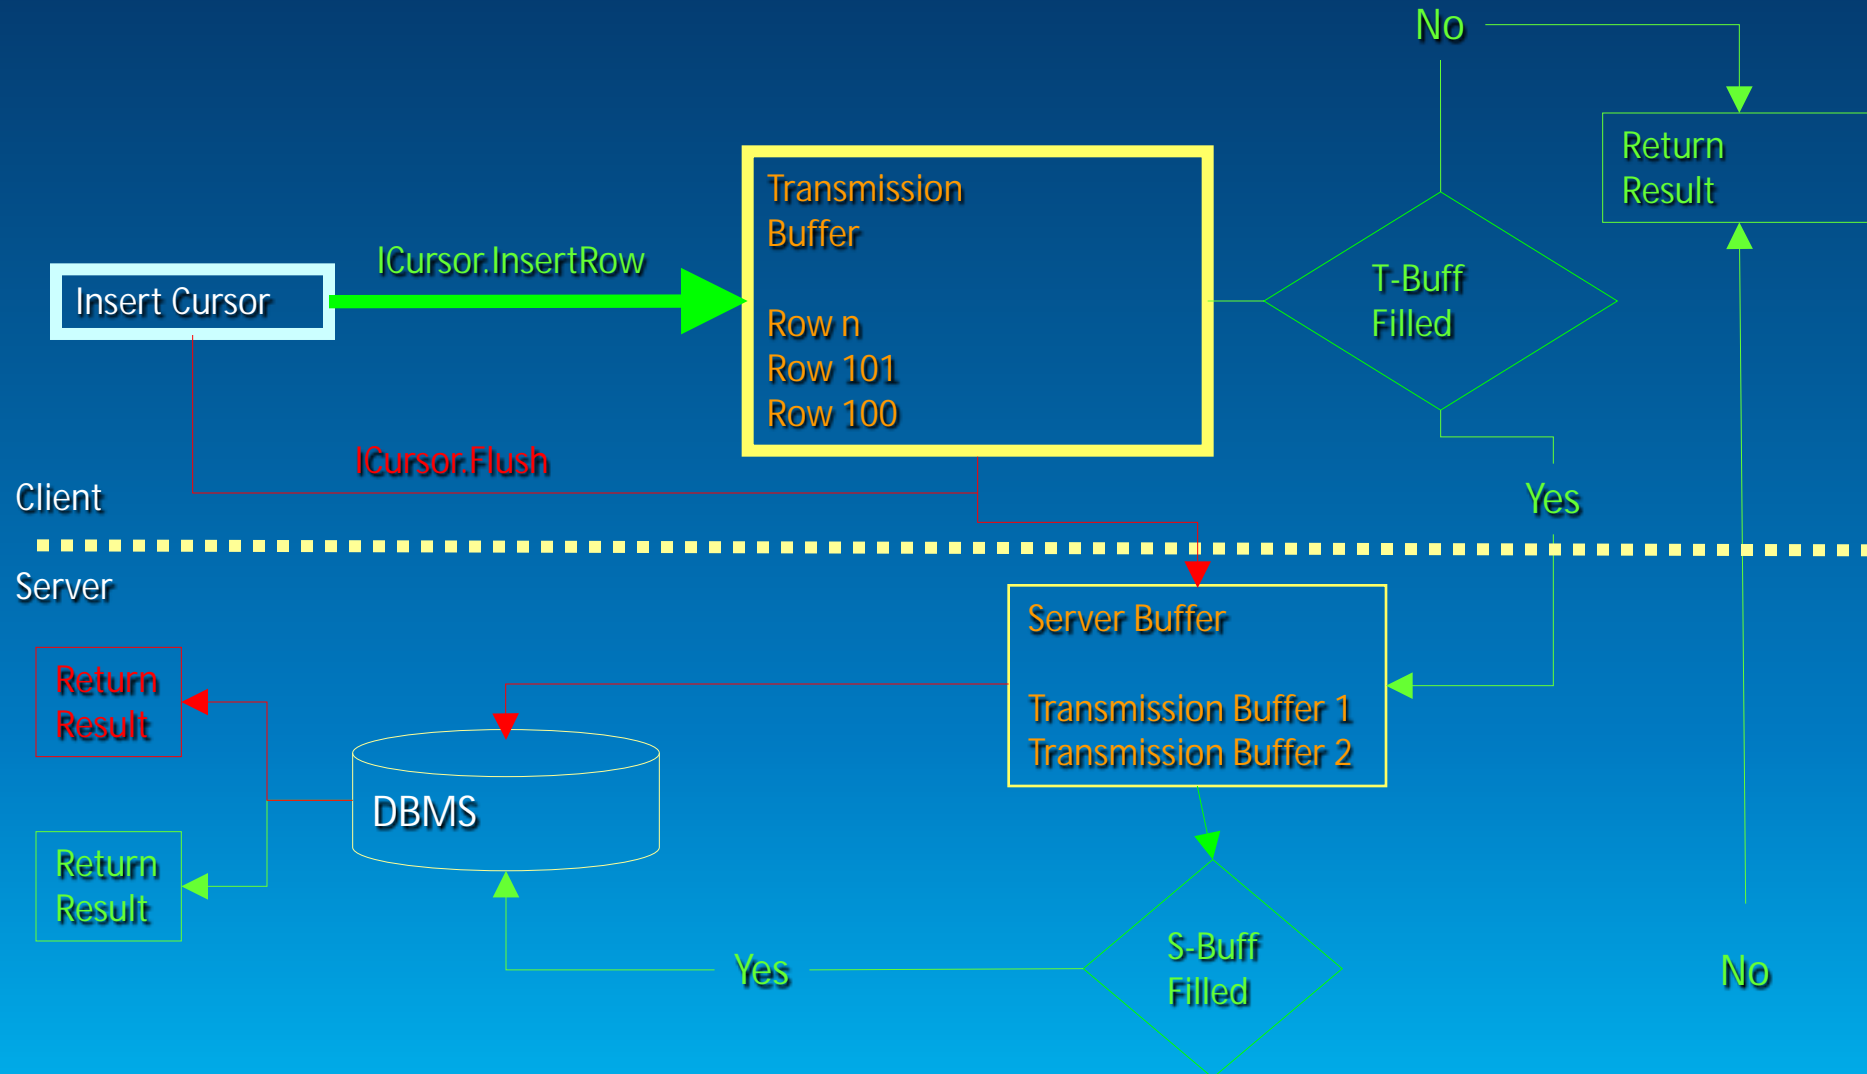 No
Return
Result
Transmission
Buffer
Row n
Row 101
Row 100
ICursor.InsertRow
Insert Cursor
T-Buff
Filled
ICursor.Flush
Client
Yes
Server
Server Buffer
Transmission Buffer 1
Transmission Buffer 2
Return
Result
DBMS
Return
Result
Yes
S-Buff
Filled
No